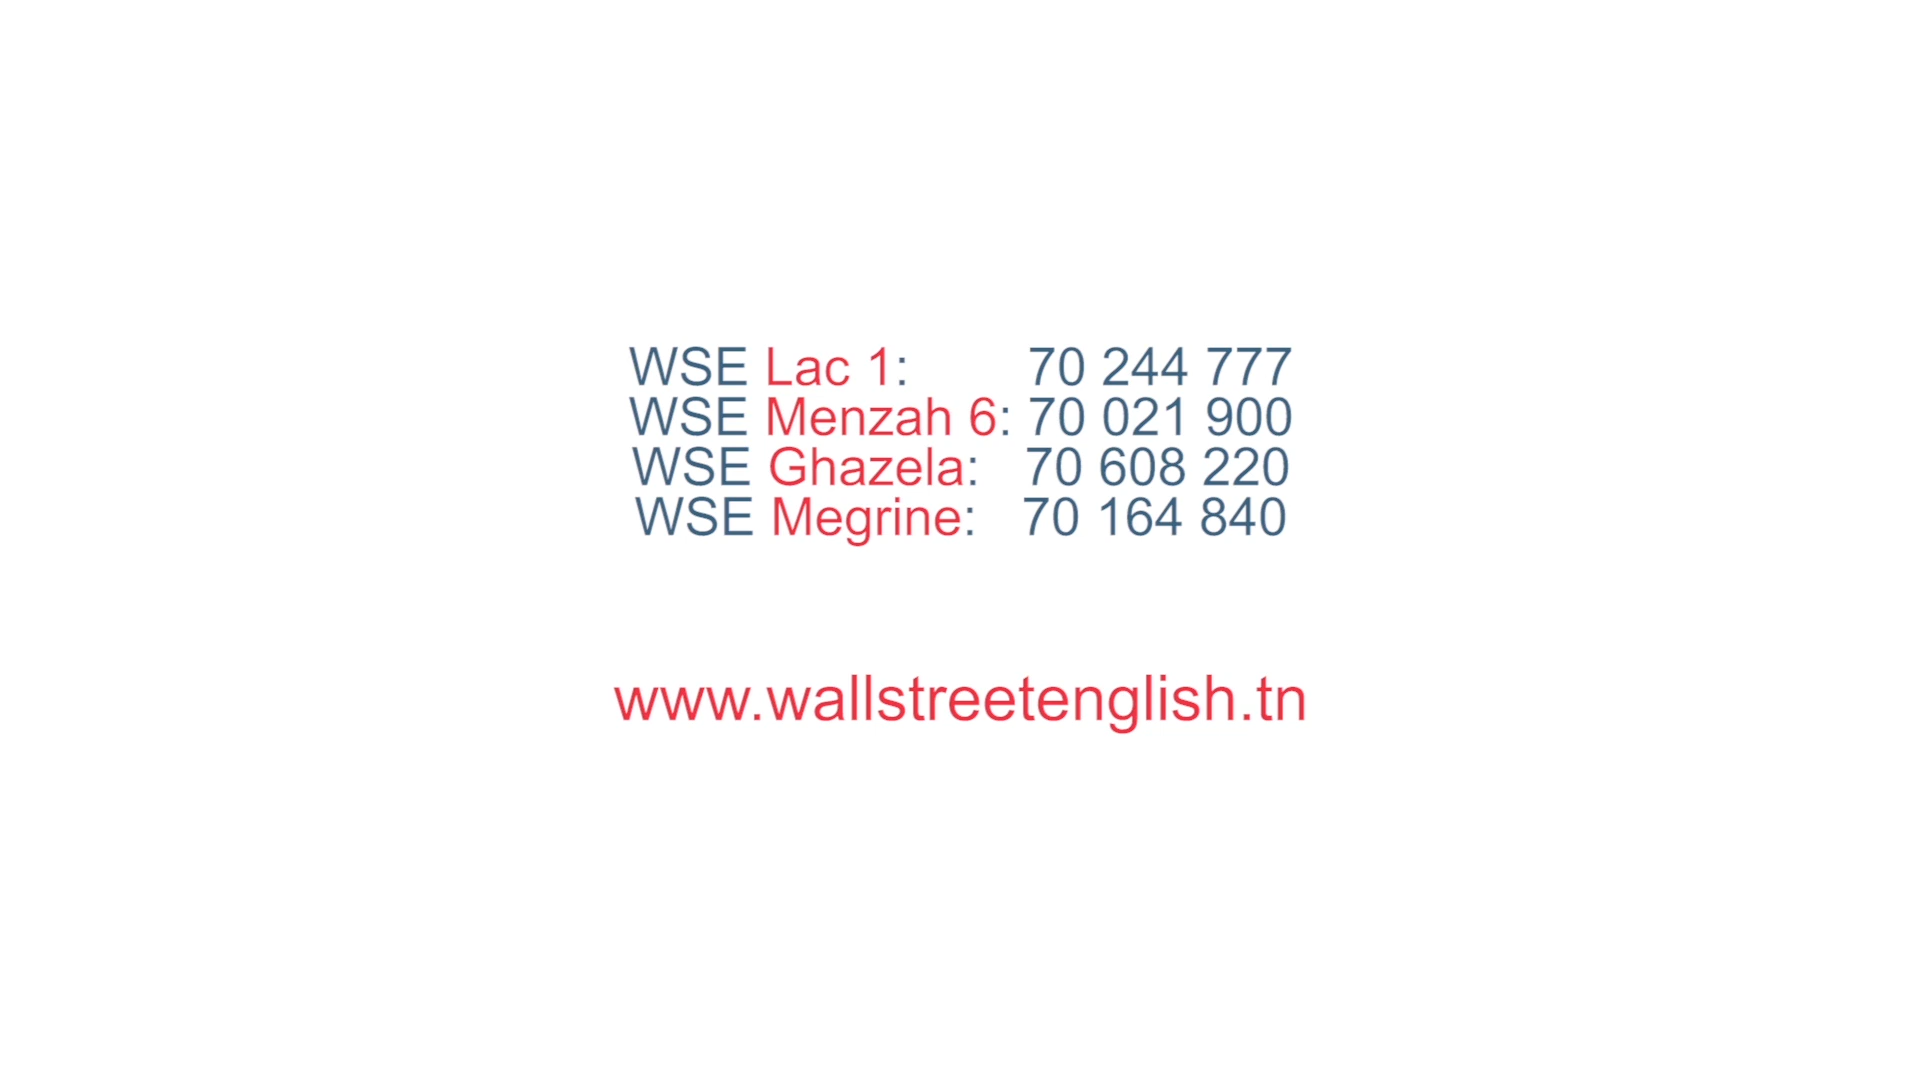 WSE Lac 1: 70 244 777
WSE Menzah 6: 70 021 900
WSE Ghazela: 70 608 220
WSE Megrine: 70 164 840
www.wallstreetenglish.tn